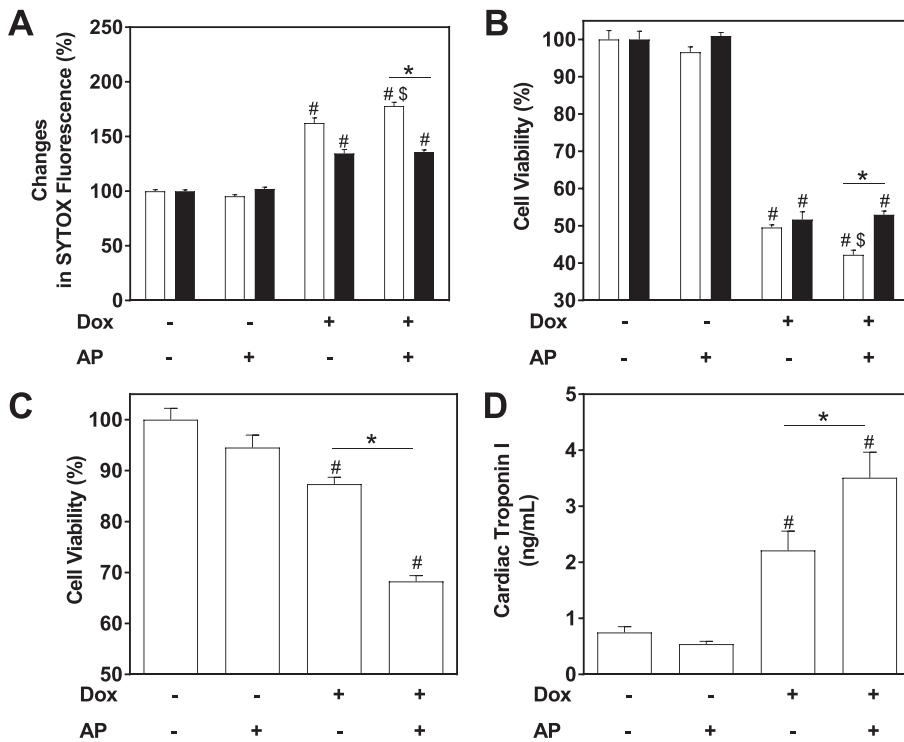 A
Changes
in SYTOX Fluorescence (%)
250
200
150
100
50
0
#
#
# $
*
#
Dox - - + +
AP - + - +
B
Cell Viability (%)
100
90
80
70
60
50
40
30
#
#
# $
*
#
Dox - - + +
AP - + - +
C
Cell Viability (%)
100
90
80
70
60
50
#
*
#
Dox - - + +
AP - + - +
D
Cardiac Troponin I
(ng/mL)
5
4
3
2
1
0
#
*
#
Dox - - + +
AP - + - +